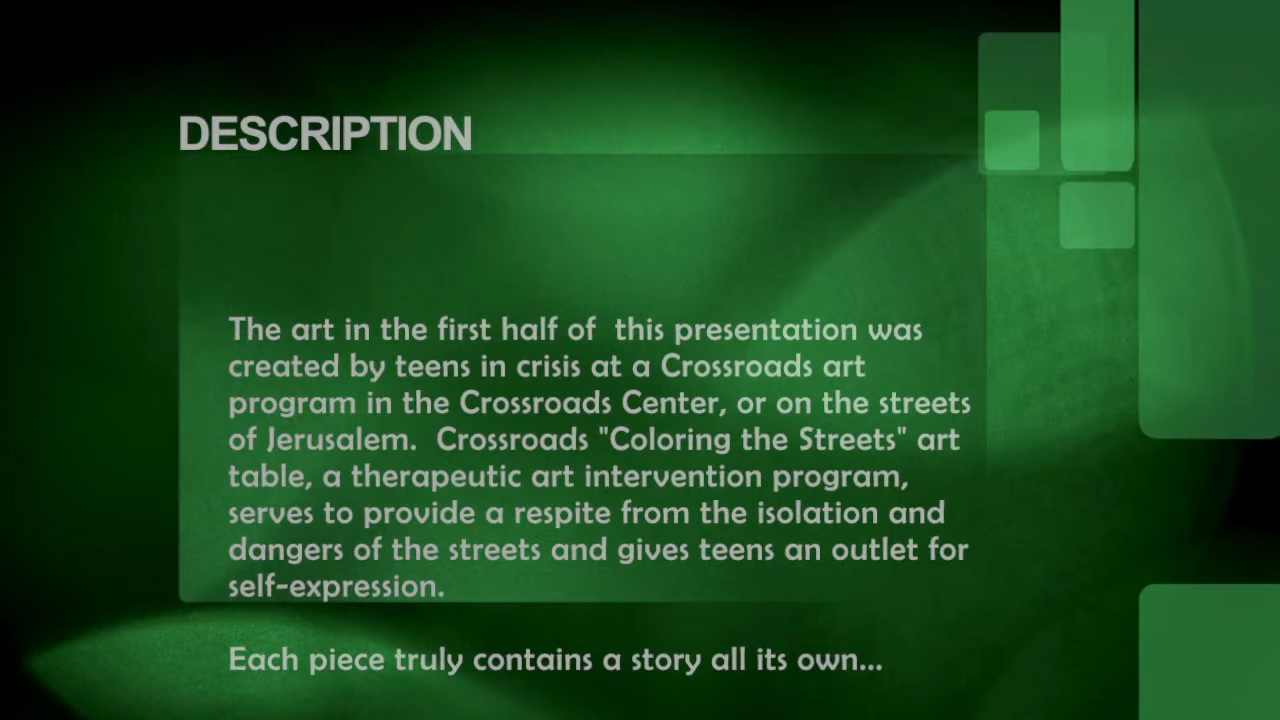 DESCRIPTION
The art in the first half of  this presentation was
created by teens in crisis at a Crossroads art
program in the Crossroads Center, or on the streets
of Jerusalem.  Crossroads "Coloring the Streets" art
table, a therapeutic art intervention program,
serves to provide a respite from the isolation and
dangers of the streets and gives teens an outlet for
self-expression.
Each piece truly contains a story all its own...